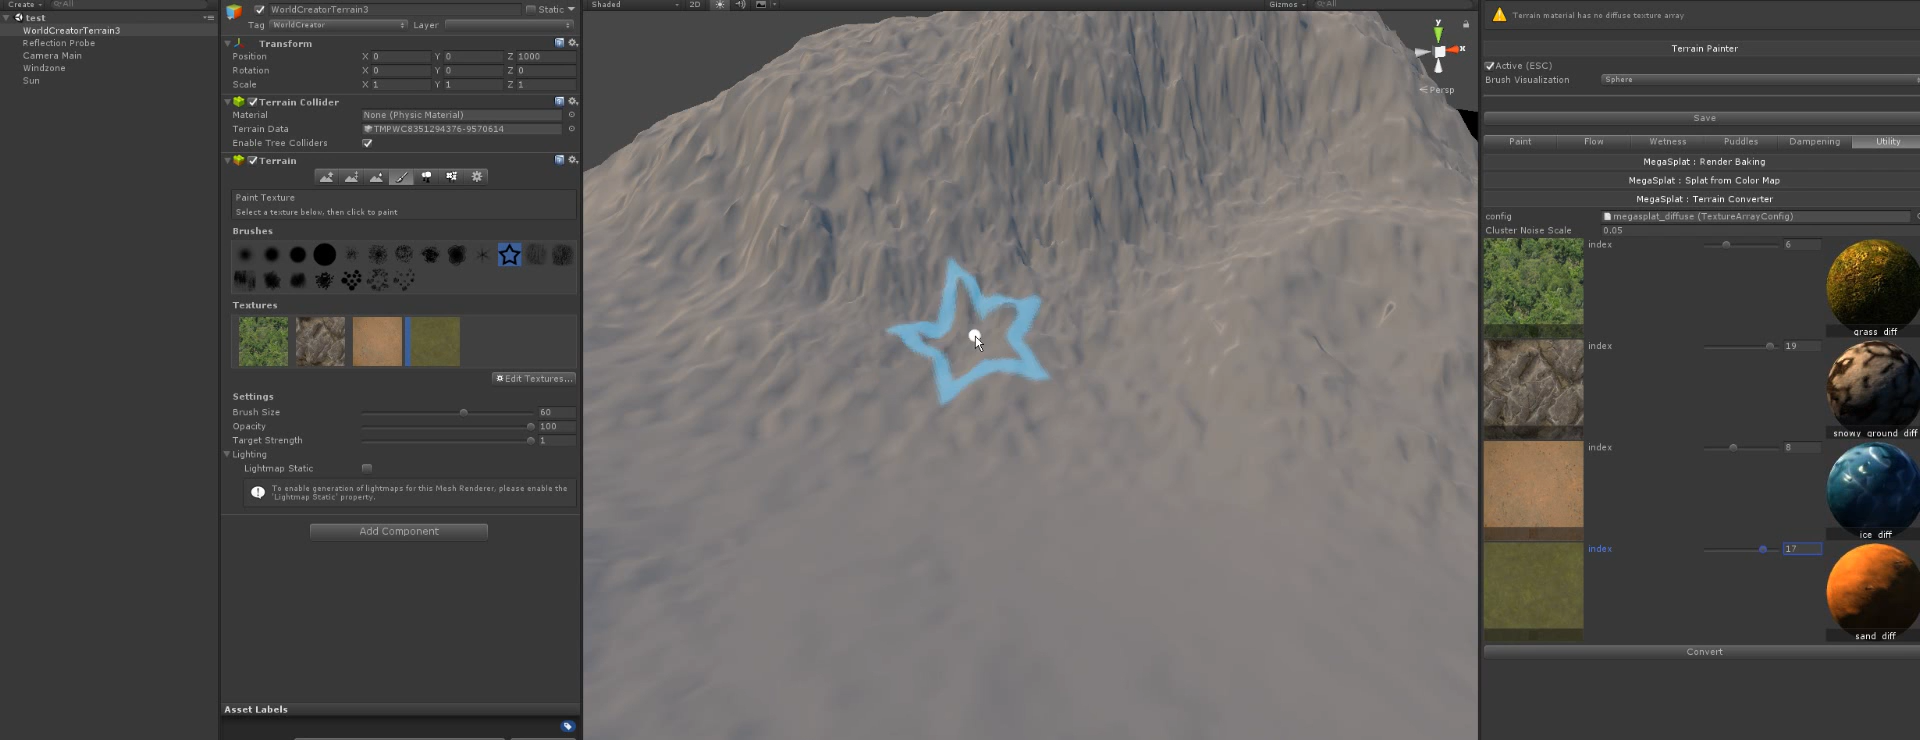 Create
All
test
WorldCreatorTerrain3
Reflection Probe
Camera Main
Windzone
Sun
WorldCreatorTerrain3 Static
Tag WorldCreator Layer
Transform
Position X 0 Y 0 Z 1000
Rotation X 0 Y 0 Z 0
Scale X 1 Y 1 Z 1
Terrain Collider
Material None (Physic Material)
Terrain Data TMPWC8351294376-9570614
Enable Tree Colliders
Terrain
Paint Texture
Select a texture below, then click to paint
Brushes
Textures
Edit Textures...
Settings
Brush Size 60
Opacity 100
Target Strength 1
Lighting
Lightmap Static
To enable generation of lightmaps for this Mesh Renderer, please enable the
'Lightmap Static' property.
Add Component
Asset Labels
Shaded 2D Gizmos All
y
x
Persp
Terrain material has no diffuse texture array
Terrain Painter
Active (ESC)
Brush Visualization Sphere
Save
Paint Flow Wetness Puddles Dampening Utility
MegaSplat : Render Baking
MegaSplat : Splat from Color Map
MegaSplat : Terrain Converter
config megasplat_diffuse (TextureArrayConfig)
Cluster Noise Scale 0.05
index 6
grass_diff
index 19
snowy_ground_diff
index 8
ice_diff
index 17
sand_diff
Convert